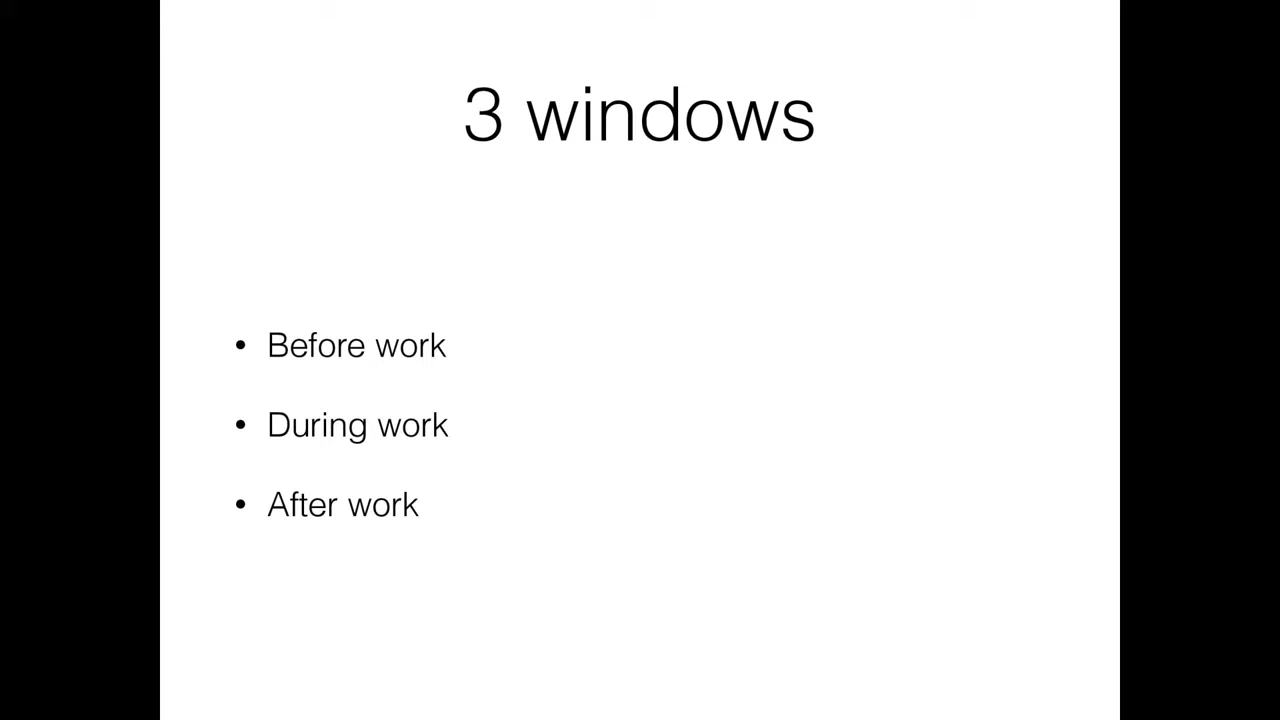 3 windows
• Before work
• During work
• After work